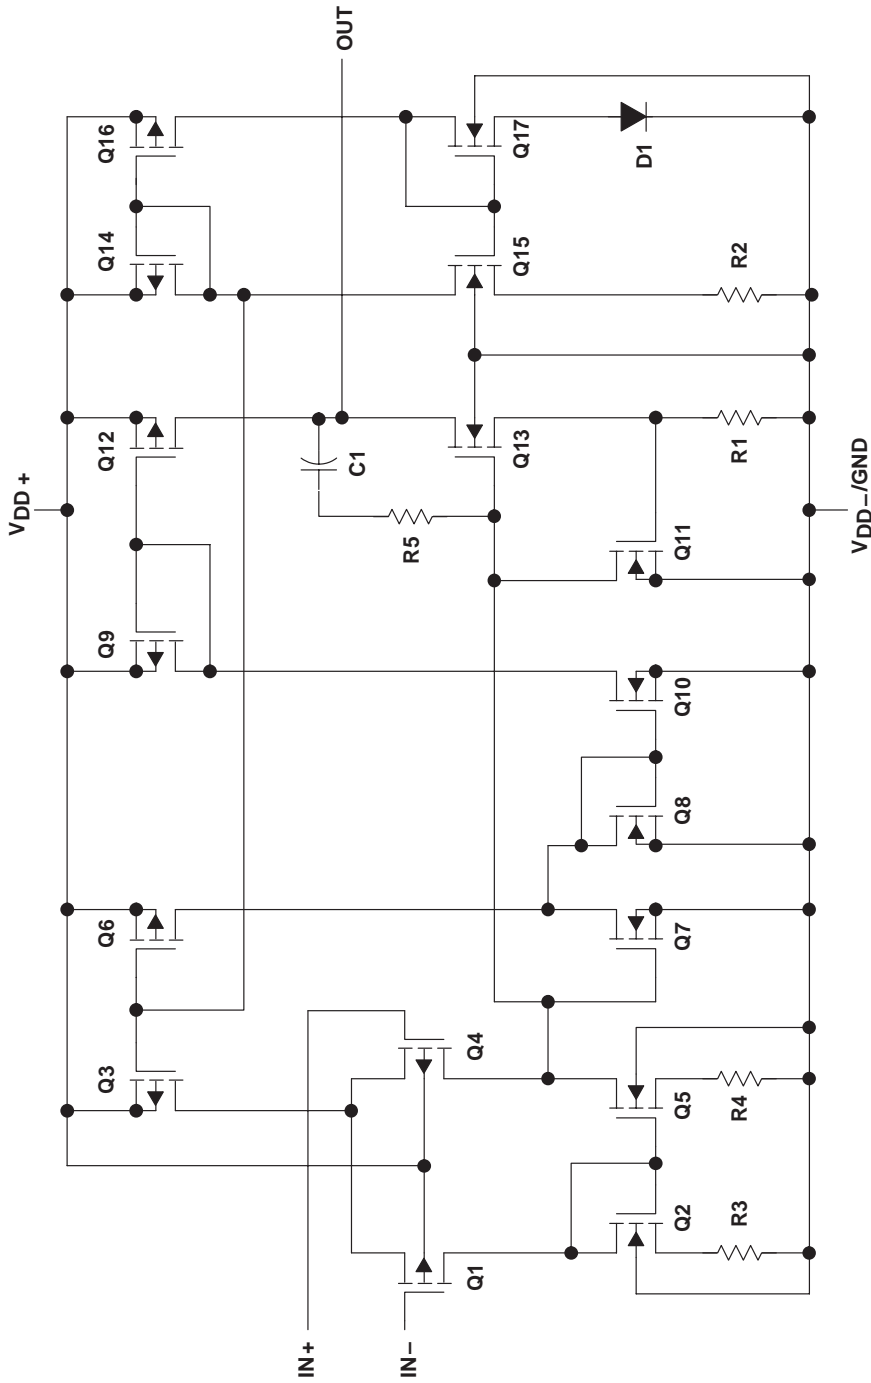 VDD +
OUT
Q3
Q6
Q9
Q12
Q14
Q16
IN+
IN−
Q1
Q4
R5
C1
Q13
Q15
Q17
Q2
Q5
Q7
Q8
Q10
Q11
D1
R3
R4
R1
R2
VDD−/GND